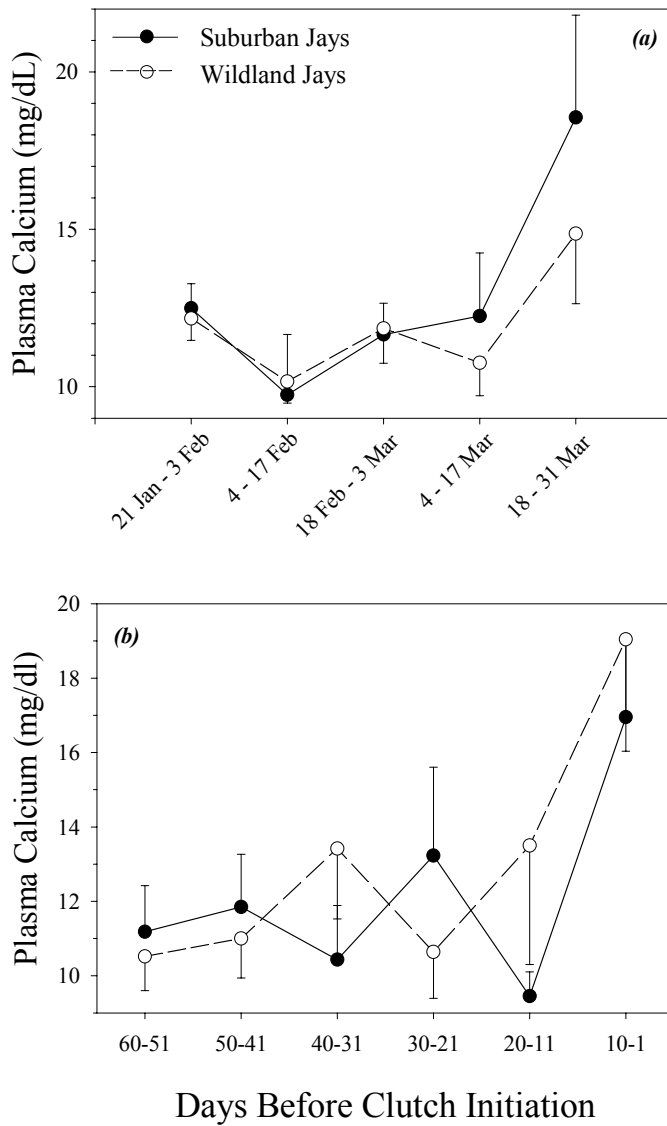 Suburban Jays
(a)
Wildland Jays
Plasma Calcium (mg/dL)
20
15
10
21 Jan - 3 Feb
4 - 17 Feb
18 Feb - 3 Mar
4 - 17 Mar
18 - 31 Mar
(b)
Plasma Calcium (mg/dl)
20
18
16
14
12
10
60-51
50-41
40-31
30-21
20-11
10-1
Days Before Clutch Initiation